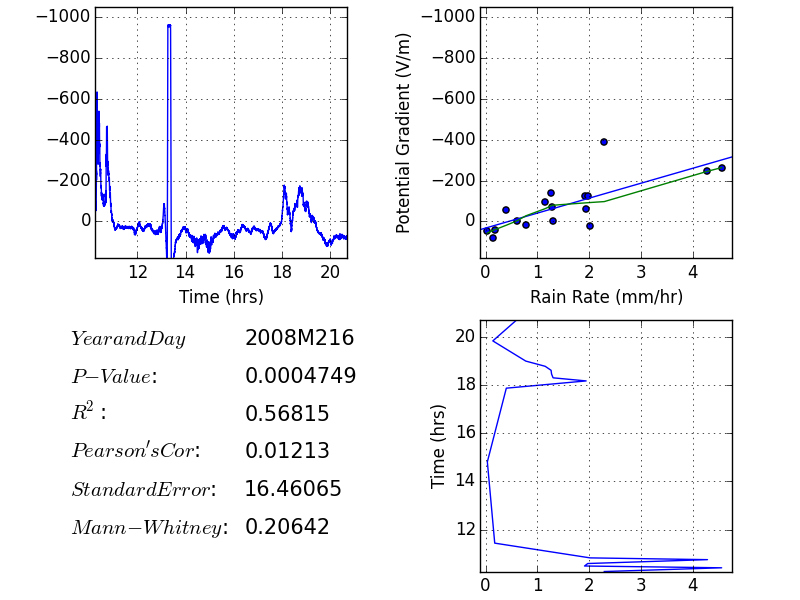 −1000
−800
−600
−400
−200
0
12 14 16 18 20
Time (hrs)
Potential Gradient (V/m)
−1000
−800
−600
−400
−200
0
0 1 2 3 4
Rain Rate (mm/hr)
YearandDay 2008M216
P−Value: 0.0004749
R²: 0.56815
Pearson'sCor: 0.01213
StandardError: 16.46065
Mann−Whitney: 0.20642
Time (hrs)
20
18
16
14
12
0 1 2 3 4